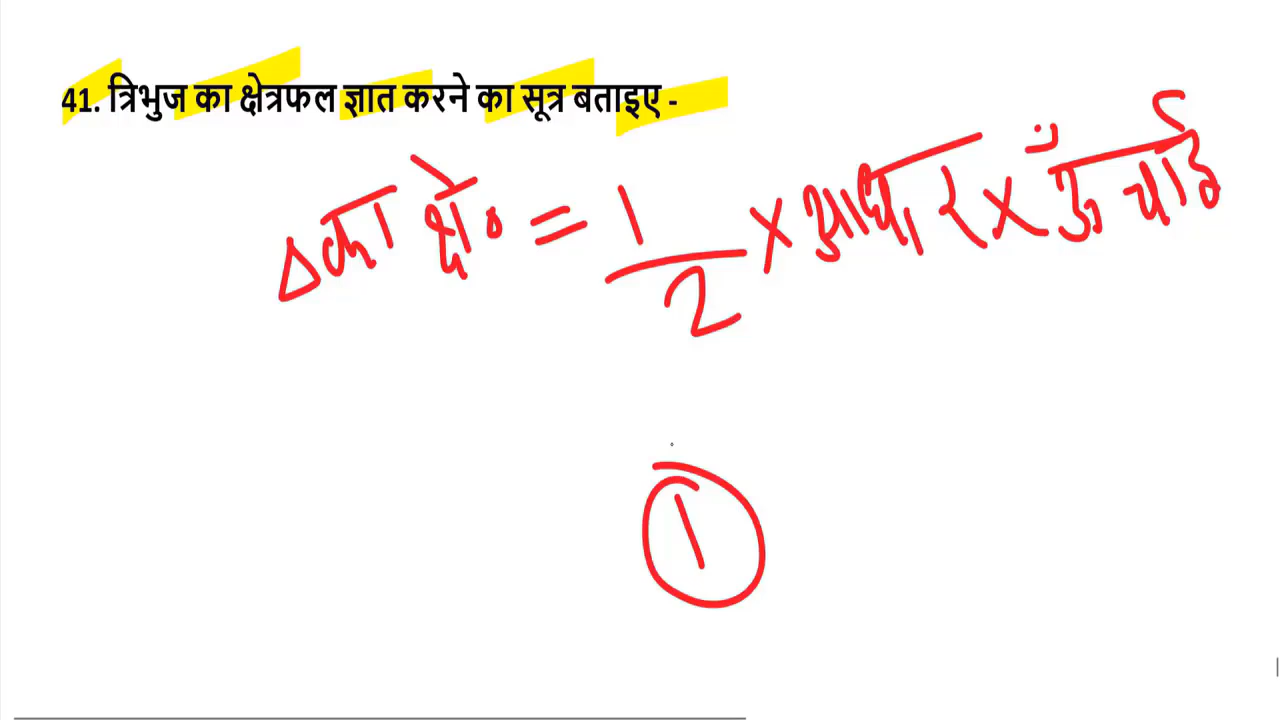 41. त्रिभुज का क्षेत्रफल ज्ञात करने का सूत्र बताइए -
Δ का क्षे० = 1/2 × आधार × ऊँचाई
1